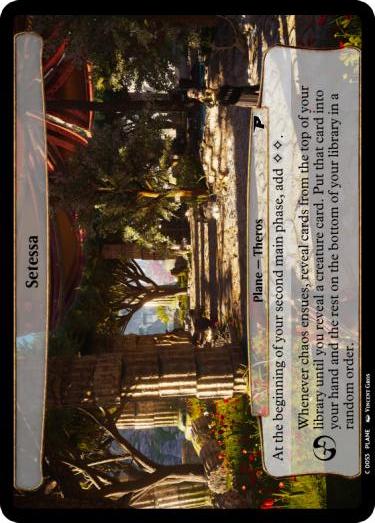 Setessa
Plane — Theros
At the beginning of your second main phase, add ◇◇.
Whenever chaos ensues, reveal cards from the top of your
library until you reveal a creature card. Put that card into
your hand and the rest on the bottom of your library in a
random order.
C 0055 PLANE Vincent Gros